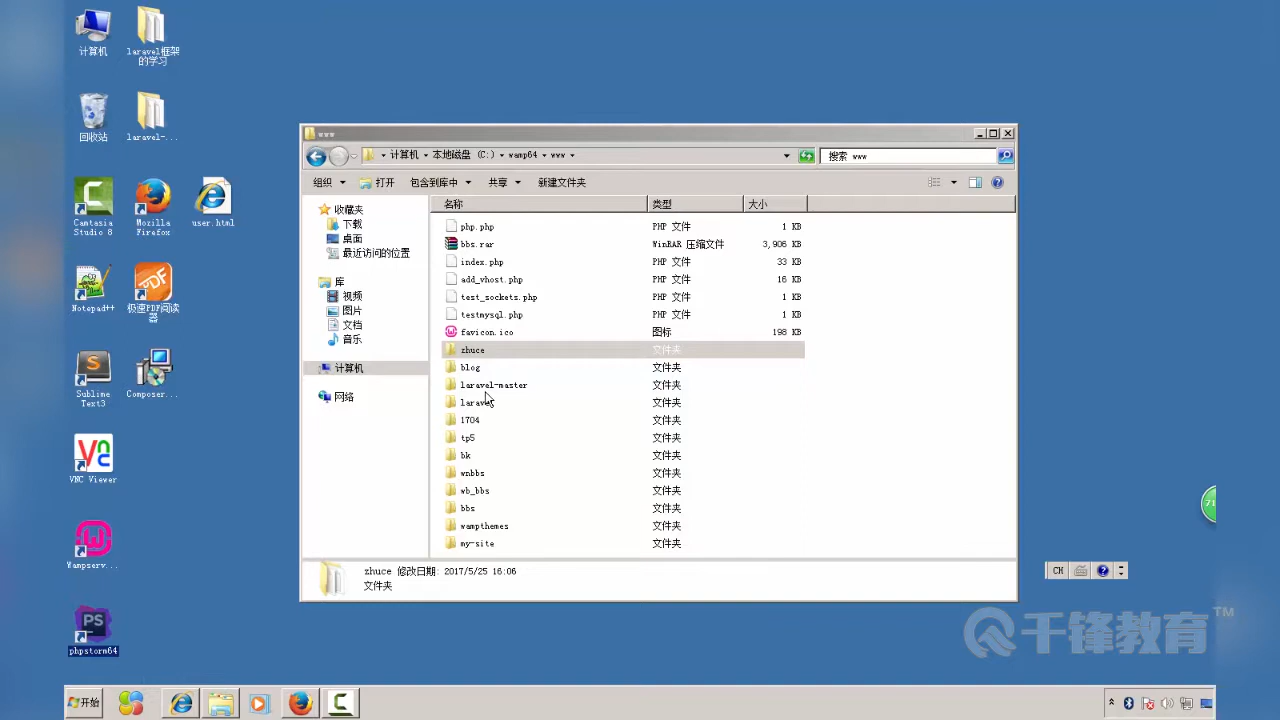 计算机
laravel框架
的学习
回收站
laravel-...
Camtasia
Studio 8
Mozilla
Firefox
user.html
Notepad++
极速PDF阅读
器
Sublime
Text3
Composer...
VNC Viewer
Wampserv...
phpstorm64
www
计算机 本地磁盘 (C:) wamp64 www
搜索 www
组织 打开 包含到库中 共享 新建文件夹
收藏夹
下载
桌面
最近访问的位置
库
视频
图片
文档
音乐
计算机
网络
名称 类型 大小
php.php PHP 文件 1 KB
bbs.rar WinRAR 压缩文件 3,906 KB
index.php PHP 文件 33 KB
add_vhost.php PHP 文件 16 KB
test_sockets.php PHP 文件 1 KB
testmysql.php PHP 文件 1 KB
favicon.ico 图标 198 KB
zhuce 文件夹
blog 文件夹
laravel-master 文件夹
laravel 文件夹
1704 文件夹
tp5 文件夹
bk 文件夹
wnbbs 文件夹
wb_bbs 文件夹
bbs 文件夹
wampthemes 文件夹
my-site 文件夹
zhuce 修改日期: 2017/5/25 16:06
文件夹
71
CH
千锋教育™
开始